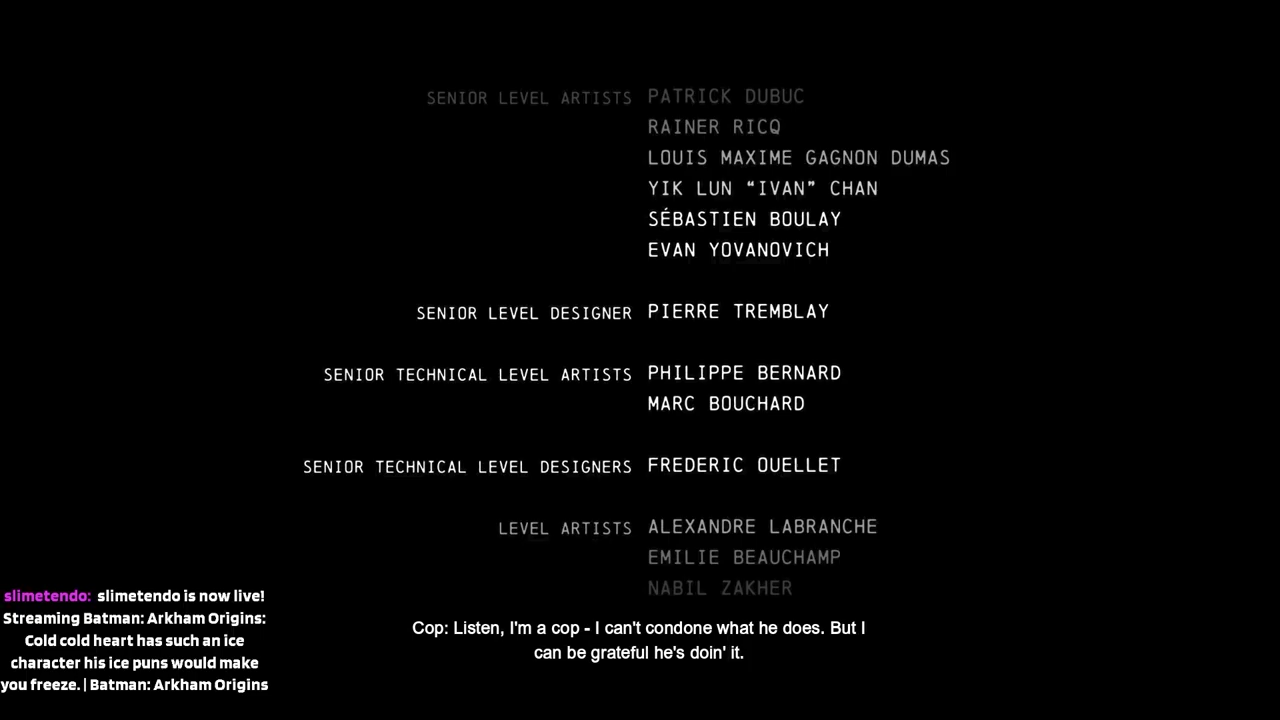 SENIOR LEVEL ARTISTS PATRICK DUBUC
RAINER RICQ
LOUIS MAXIME GAGNON DUMAS
YIK LUN “IVAN” CHAN
SÉBASTIEN BOULAY
EVAN YOVANOVICH
SENIOR LEVEL DESIGNER PIERRE TREMBLAY
SENIOR TECHNICAL LEVEL ARTISTS PHILIPPE BERNARD
MARC BOUCHARD
SENIOR TECHNICAL LEVEL DESIGNERS FREDERIC OUELLET
LEVEL ARTISTS ALEXANDRE LABRANCHE
EMILIE BEAUCHAMP
NABIL ZAKHER
slimetendo: slimetendo is now live!
Streaming Batman: Arkham Origins:
Cold cold heart has such an ice
character his ice puns would make
you freeze. | Batman: Arkham Origins
Cop: Listen, I'm a cop - I can't condone what he does. But I
can be grateful he's doin' it.